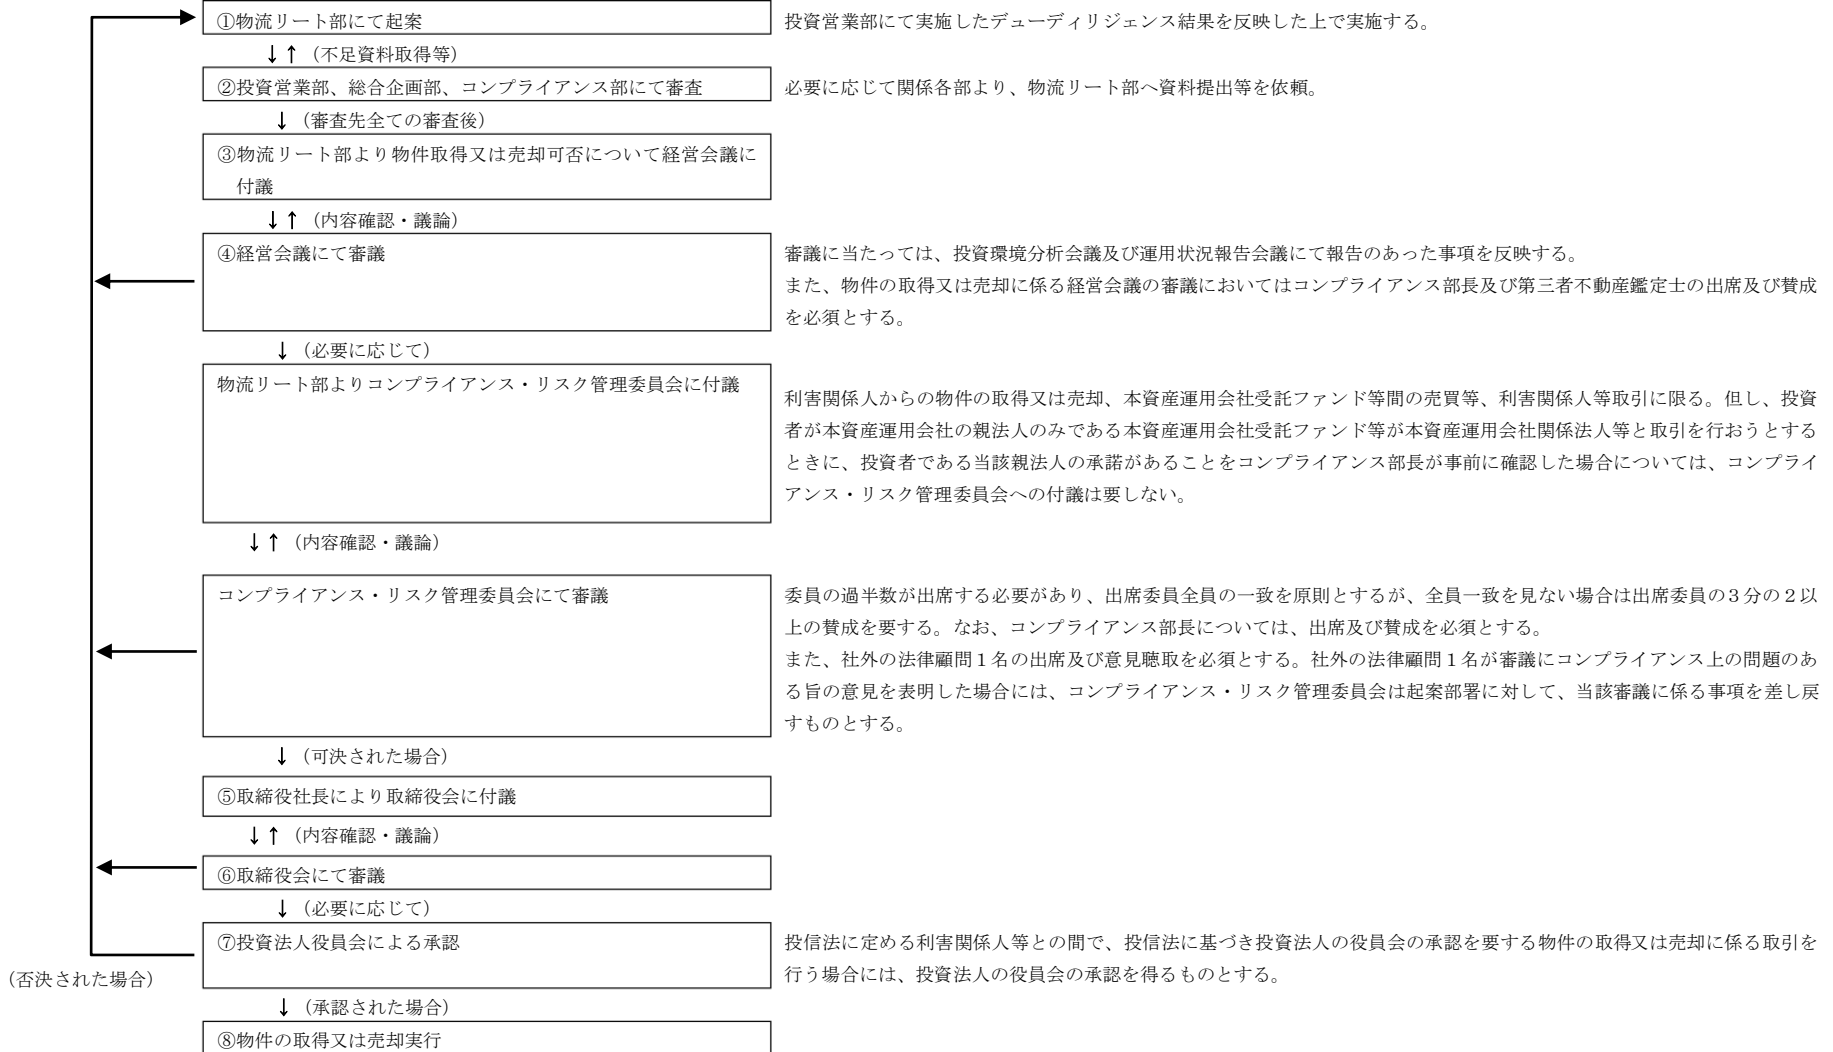 ①物流リート部にて起案
投資営業部にて実施したデューディリジェンス結果を反映した上で実施する。
↓↑（不足資料取得等）
②投資営業部、総合企画部、コンプライアンス部にて審査
必要に応じて関係各部より、物流リート部へ資料提出等を依頼。
↓（審査先全ての審査後）
③物流リート部より物件取得又は売却可否について経営会議に
付議
↓↑（内容確認・議論）
④経営会議にて審議
審議に当たっては、投資環境分析会議及び運用状況報告会議にて報告のあった事項を反映する。
また、物件の取得又は売却に係る経営会議の審議においてはコンプライアンス部長及び第三者不動産鑑定士の出席及び賛成
を必須とする。
↓（必要に応じて）
物流リート部よりコンプライアンス・リスク管理委員会に付議
利害関係人からの物件の取得又は売却、本資産運用会社受託ファンド等間の売買等、利害関係人等取引に限る。但し、投資
者が本資産運用会社の親法人のみである本資産運用会社受託ファンド等が本資産運用会社関係法人等と取引を行おうとする
ときに、投資者である当該親法人の承諾があることをコンプライアンス部長が事前に確認した場合については、コンプライ
アンス・リスク管理委員会への付議は要しない。
↓↑（内容確認・議論）
コンプライアンス・リスク管理委員会にて審議
委員の過半数が出席する必要があり、出席委員全員の一致を原則とするが、全員一致を見ない場合は出席委員の３分の２以
上の賛成を要する。なお、コンプライアンス部長については、出席及び賛成を必須とする。
また、社外の法律顧問１名の出席及び意見聴取を必須とする。社外の法律顧問１名が審議にコンプライアンス上の問題のあ
る旨の意見を表明した場合には、コンプライアンス・リスク管理委員会は起案部署に対して、当該審議に係る事項を差し戻
すものとする。
↓（可決された場合）
⑤取締役社長により取締役会に付議
↓↑（内容確認・議論）
⑥取締役会にて審議
↓（必要に応じて）
⑦投資法人役員会による承認
投信法に定める利害関係人等との間で、投信法に基づき投資法人の役員会の承認を要する物件の取得又は売却に係る取引を
行う場合には、投資法人の役員会の承認を得るものとする。
（否決された場合）
↓（承認された場合）
⑧物件の取得又は売却実行